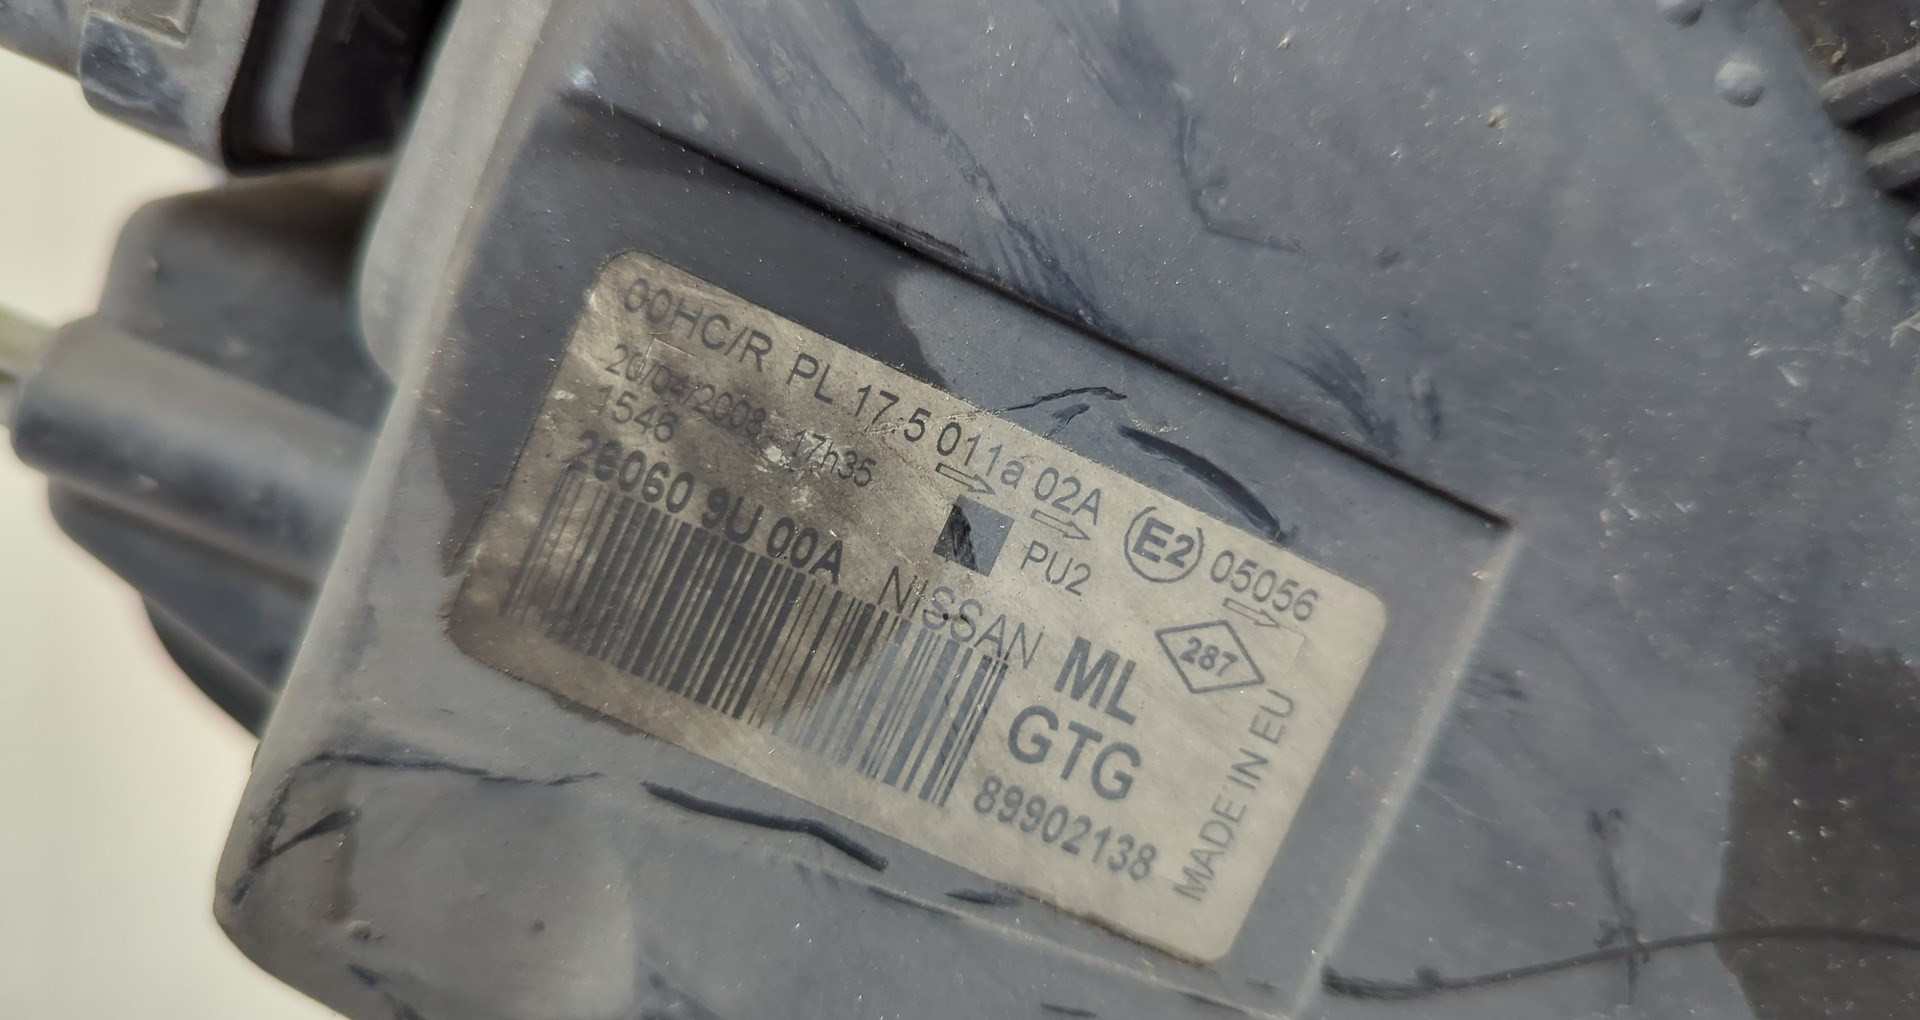 00HC/R PL 17.5 011a 02A E2 05056
20/04/2008 17h35
1546
26060 9U 00A
PU2
NISSAN
287
ML
GTG
89902138
MADE IN EU